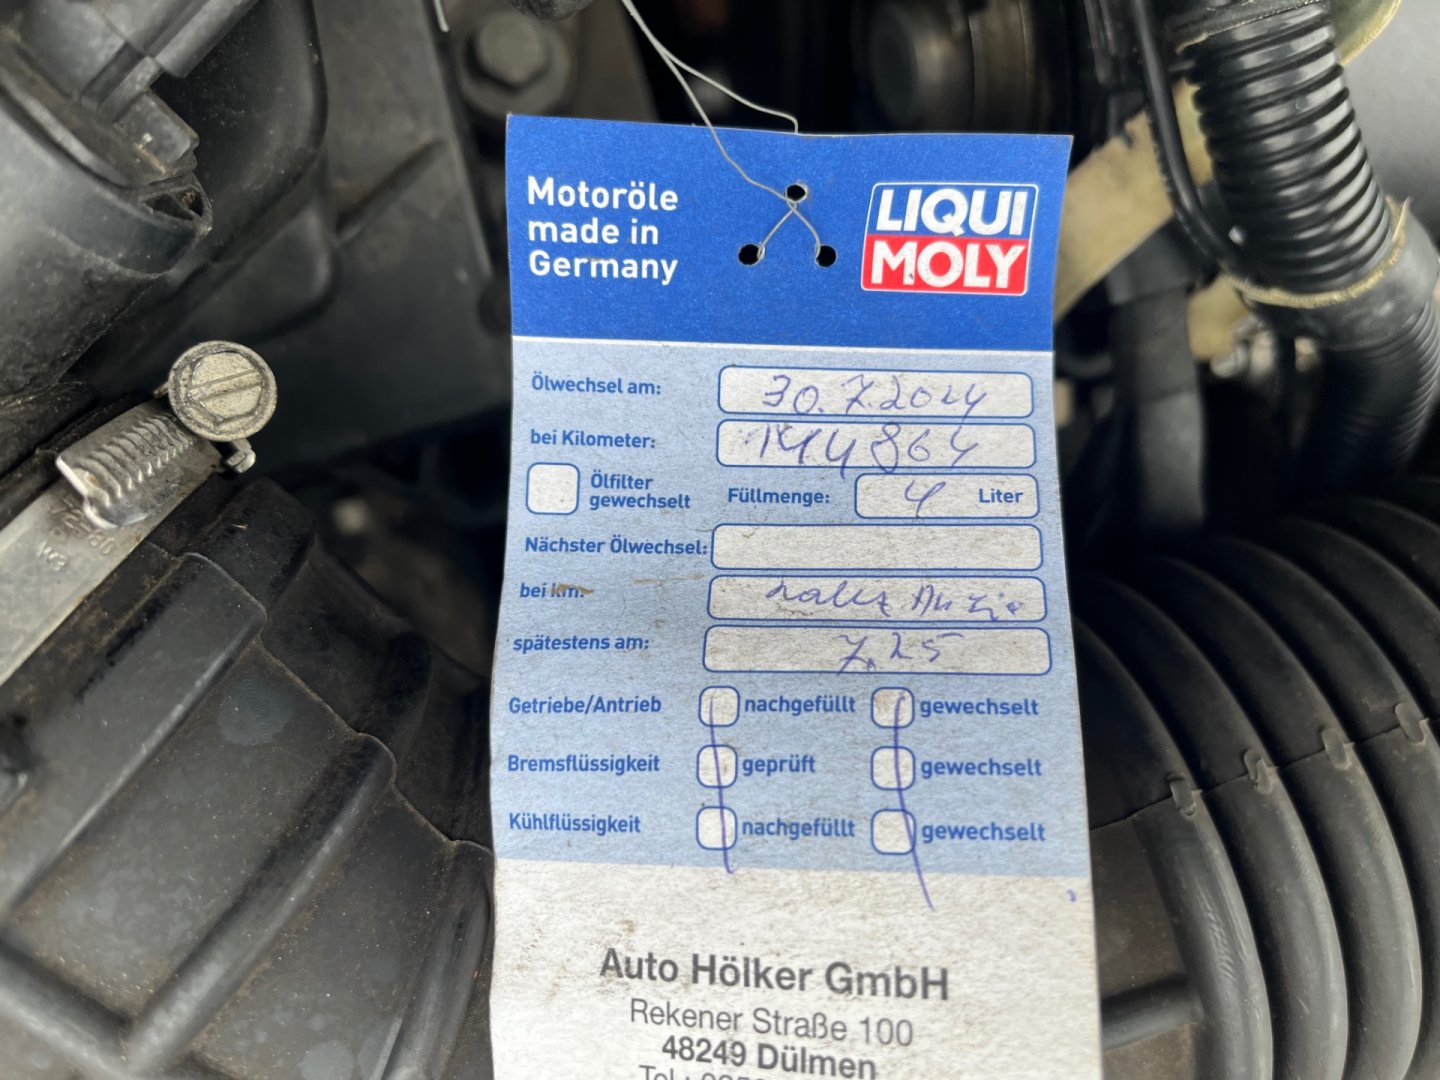 Motoröle
made in
Germany
LIQUI
MOLY
Ölwechsel am: 30.7.2024
bei Kilometer: 144864
Ölfilter
gewechselt
Füllmenge: 4 Liter
Nächster Ölwechsel:
bei km:
spätestens am: 7.25
Getriebe/Antrieb nachgefüllt gewechselt
Bremsflüssigkeit geprüft gewechselt
Kühlflüssigkeit nachgefüllt gewechselt
Auto Hölker GmbH
Rekener Straße 100
48249 Dülmen